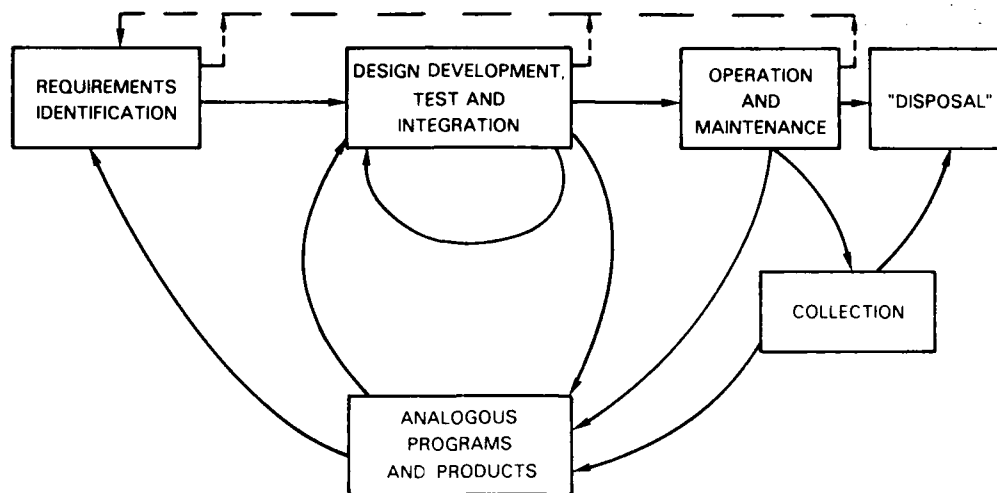 REQUIREMENTS
IDENTIFICATION
DESIGN DEVELOPMENT,
TEST AND
INTEGRATION
OPERATION
AND
MAINTENANCE
"DISPOSAL"
COLLECTION
ANALOGOUS
PROGRAMS
AND PRODUCTS